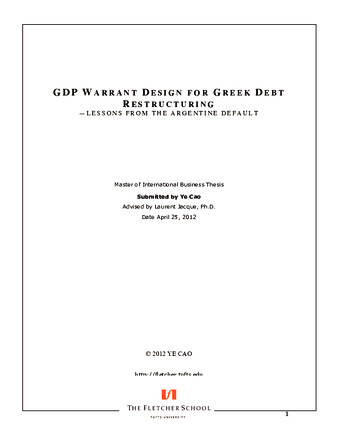 GDP WARRANT DESIGN FOR GREEK DEBT
RESTRUCTURING
—LESSONS FROM THE ARGENTINE DEFAULT
Master of International Business Thesis
Submitted by Ye Cao
Advised by Laurent Jacque, Ph.D.
Date April 25, 2012
© 2012 YE CAO
http://fletcher.tufts.edu
THE FLETCHER SCHOOL
TUFTS UNIVERSITY
1